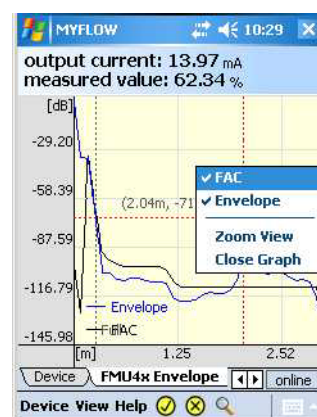 MYFLOW 10:29
output current: 13.97 mA
measured value: 62.34 %
[dB]
-29.20
-58.39
-87.59
-116.79
-145.98
(2.04m, -71
FAC
Envelope
Zoom View
Close Graph
Envelope
FAC
[m] 1.25 2.52
Device FMU4x Envelope online
Device View Help